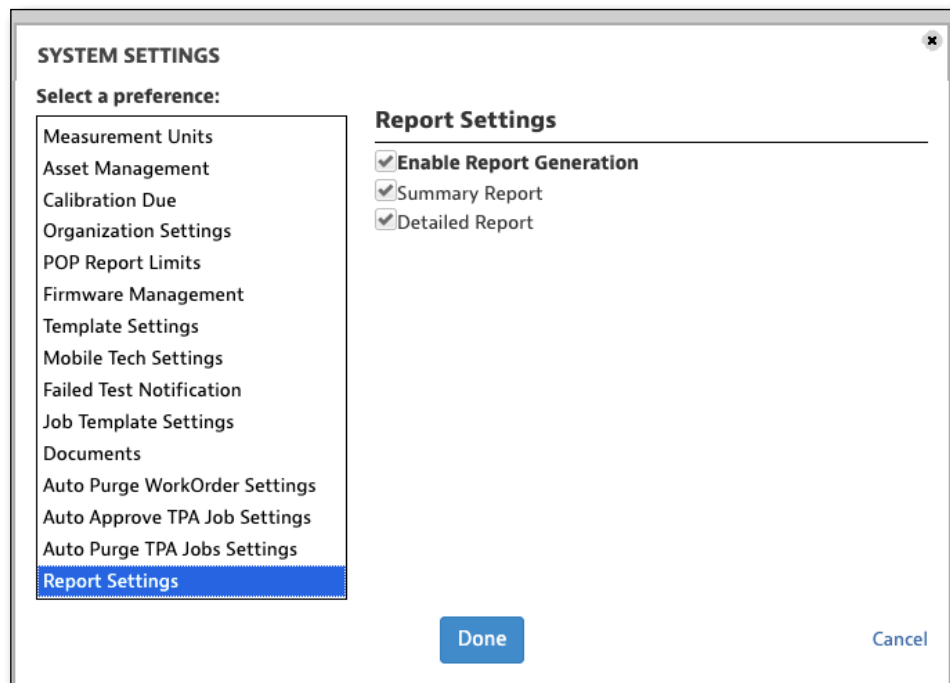 SYSTEM SETTINGS
Select a preference:
Measurement Units
Asset Management
Calibration Due
Organization Settings
POP Report Limits
Firmware Management
Template Settings
Mobile Tech Settings
Failed Test Notification
Job Template Settings
Documents
Auto Purge WorkOrder Settings
Auto Approve TPA Job Settings
Auto Purge TPA Jobs Settings
Report Settings
Report Settings
Enable Report Generation
Summary Report
Detailed Report
Done
Cancel